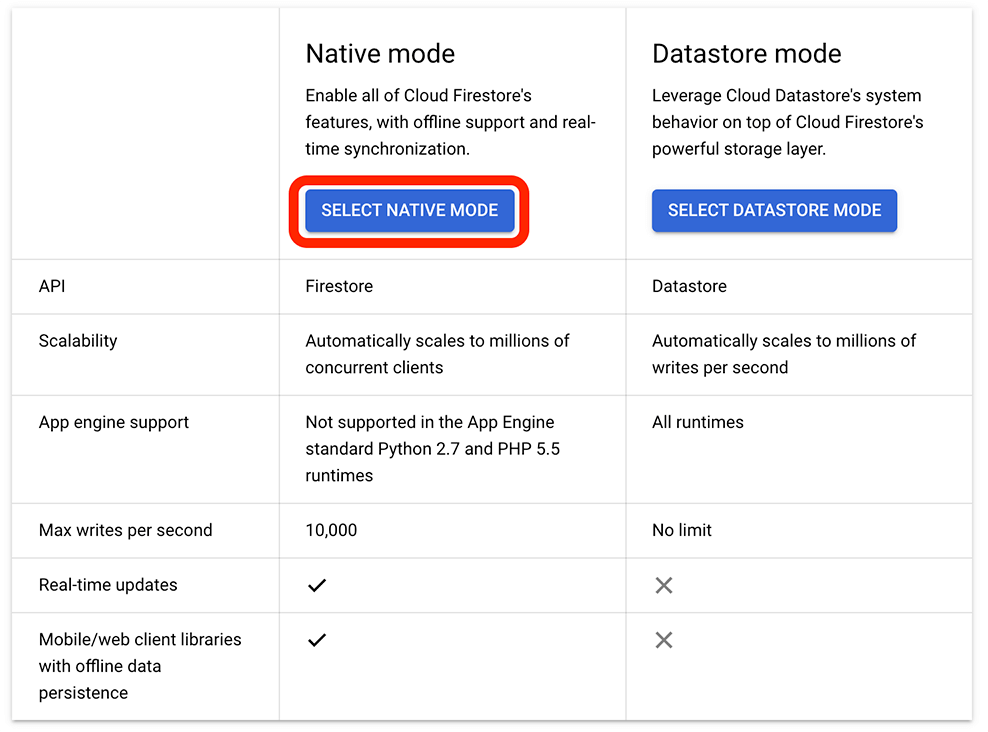 Native mode
Datastore mode
Enable all of Cloud Firestore's
features, with offline support and real-
time synchronization.
Leverage Cloud Datastore's system
behavior on top of Cloud Firestore's
powerful storage layer.
SELECT NATIVE MODE
SELECT DATASTORE MODE
API
Firestore
Datastore
Scalability
Automatically scales to millions of
concurrent clients
Automatically scales to millions of
writes per second
App engine support
Not supported in the App Engine
standard Python 2.7 and PHP 5.5
runtimes
All runtimes
Max writes per second
10,000
No limit
Real-time updates
Mobile/web client libraries
with offline data
persistence